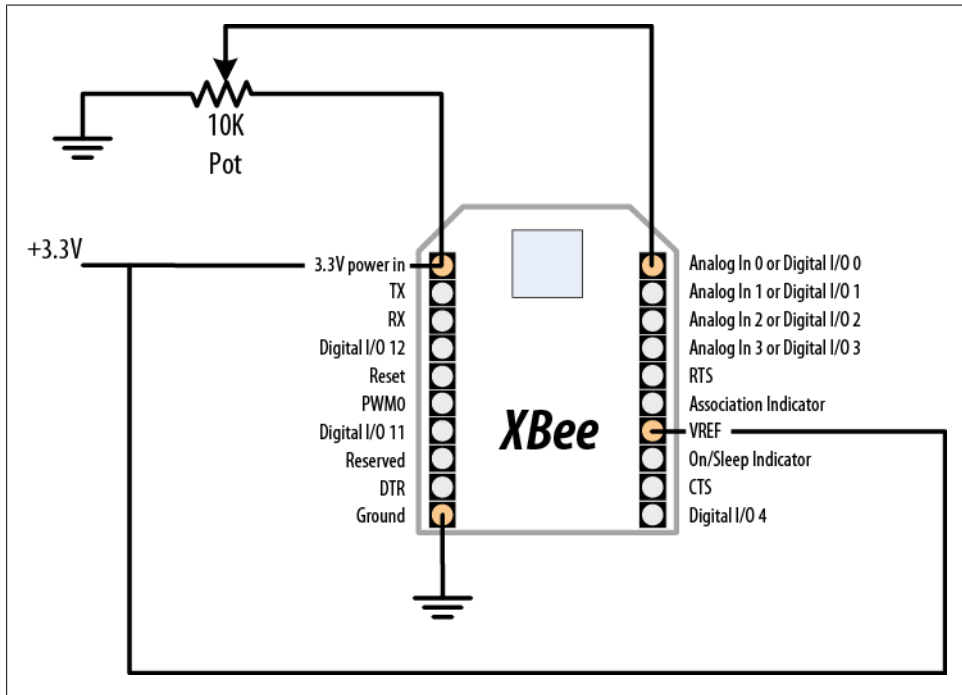 10K
Pot
+3.3V
3.3V power in
TX
RX
Digital I/O 12
Reset
PWM0
Digital I/O 11
Reserved
DTR
Ground
XBee
Analog In 0 or Digital I/O 0
Analog In 1 or Digital I/O 1
Analog In 2 or Digital I/O 2
Analog In 3 or Digital I/O 3
RTS
Association Indicator
VREF
On/Sleep Indicator
CTS
Digital I/O 4